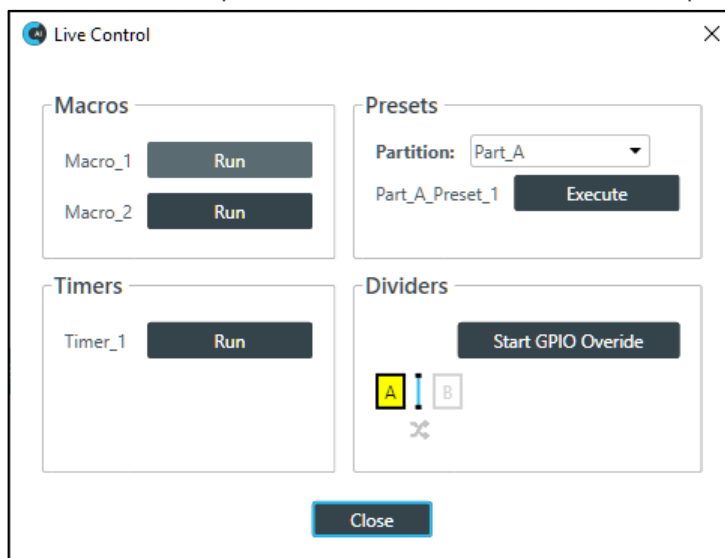 Live Control
Macros
Macro_1 Run
Macro_2 Run
Presets
Partition: Part_A
Part_A_Preset_1 Execute
Timers
Timer_1 Run
Dividers
Start GPIO Overide
A B
Close